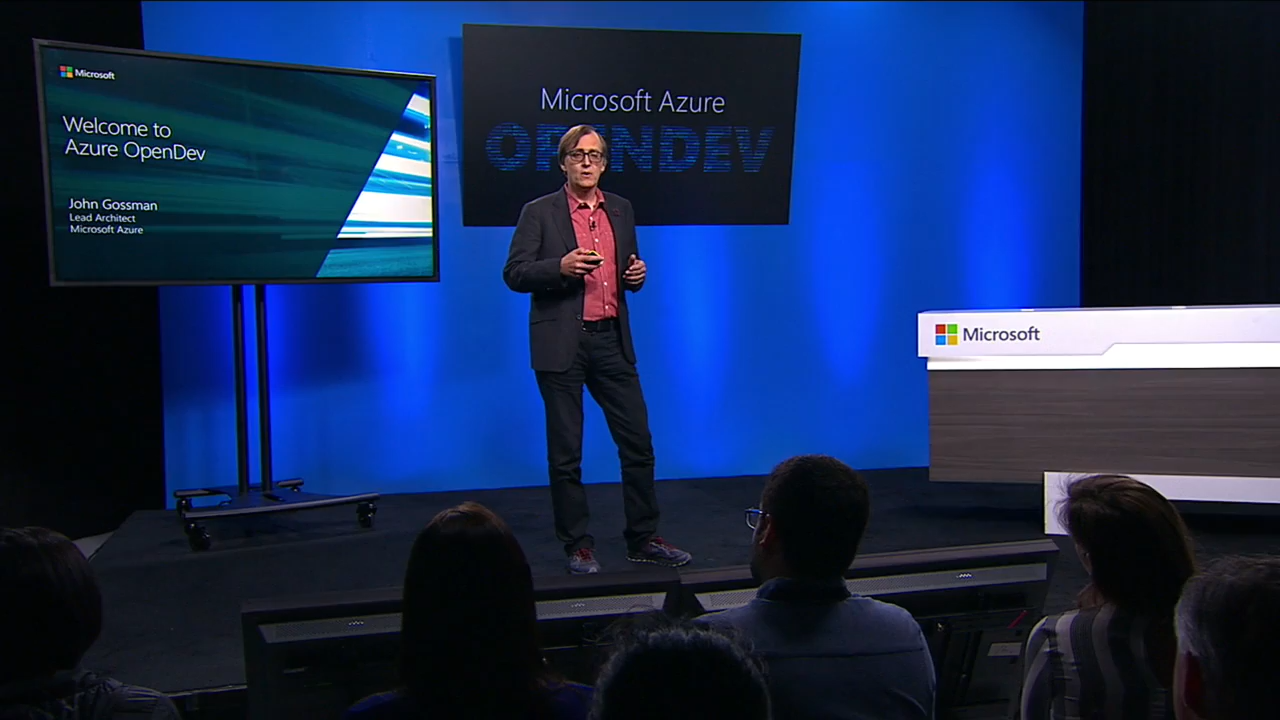 Microsoft
Welcome to
Azure OpenDev
John Gossman
Lead Architect
Microsoft Azure
Microsoft Azure
OPENDEV
Microsoft